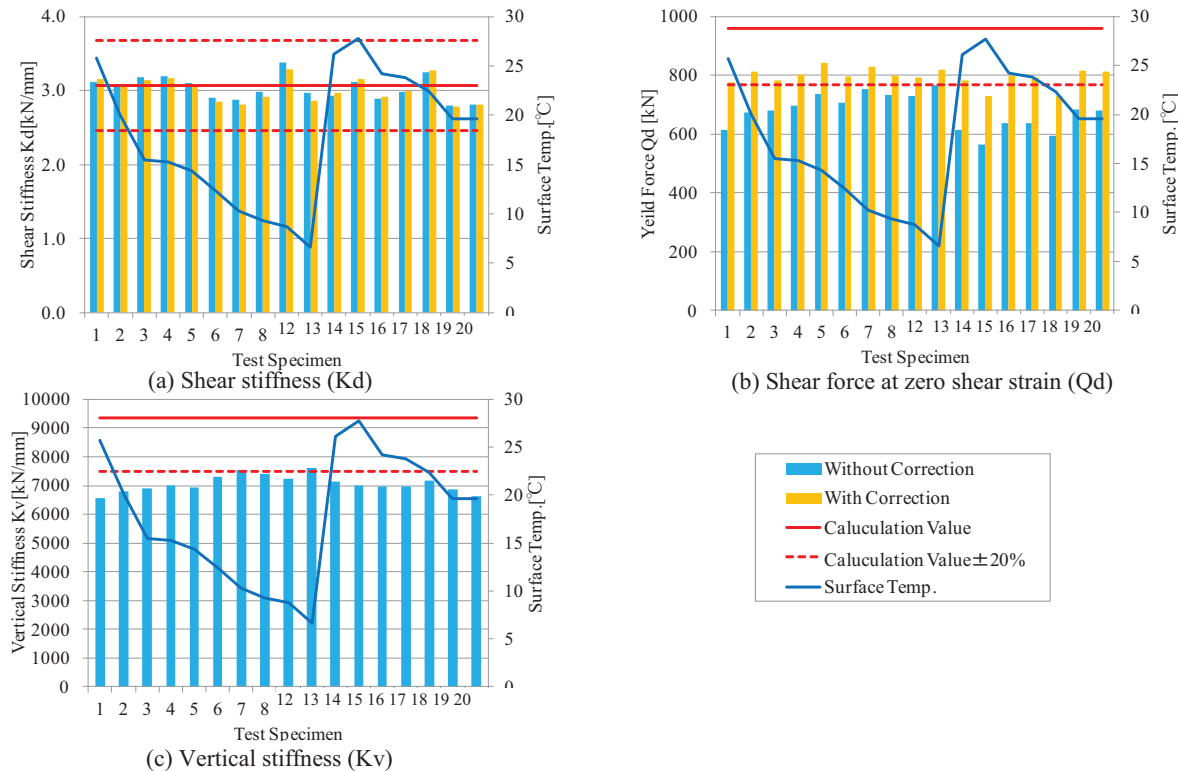 4.0
3.0
2.0
1.0
0.0
Shear Stiffness Kd[kN/mm]
30
25
20
15
10
5
0
Surface Temp.[℃]
1 2 3 4 5 6 7 8 12 13 14 15 16 17 18 19 20
Test Specimen
(a) Shear stiffness (Kd)
1000
800
600
400
200
0
Yeild Force Qd [kN]
30
25
20
15
10
5
0
Surface Temp.[℃]
1 2 3 4 5 6 7 8 12 13 14 15 16 17 18 19 20
Test Specimen
(b) Shear force at zero shear strain (Qd)
10000
9000
8000
7000
6000
5000
4000
3000
2000
1000
0
Vertical Stiffness Kv[kN/mm]
30
25
20
15
10
5
0
Surface Temp.[℃]
1 2 3 4 5 6 7 8 12 13 14 15 16 17 18 19 20
Test Specimen
(c) Vertical stiffness (Kv)
Without Correction
With Correction
Caluculation Value
Caluculation Value±20%
Surface Temp.